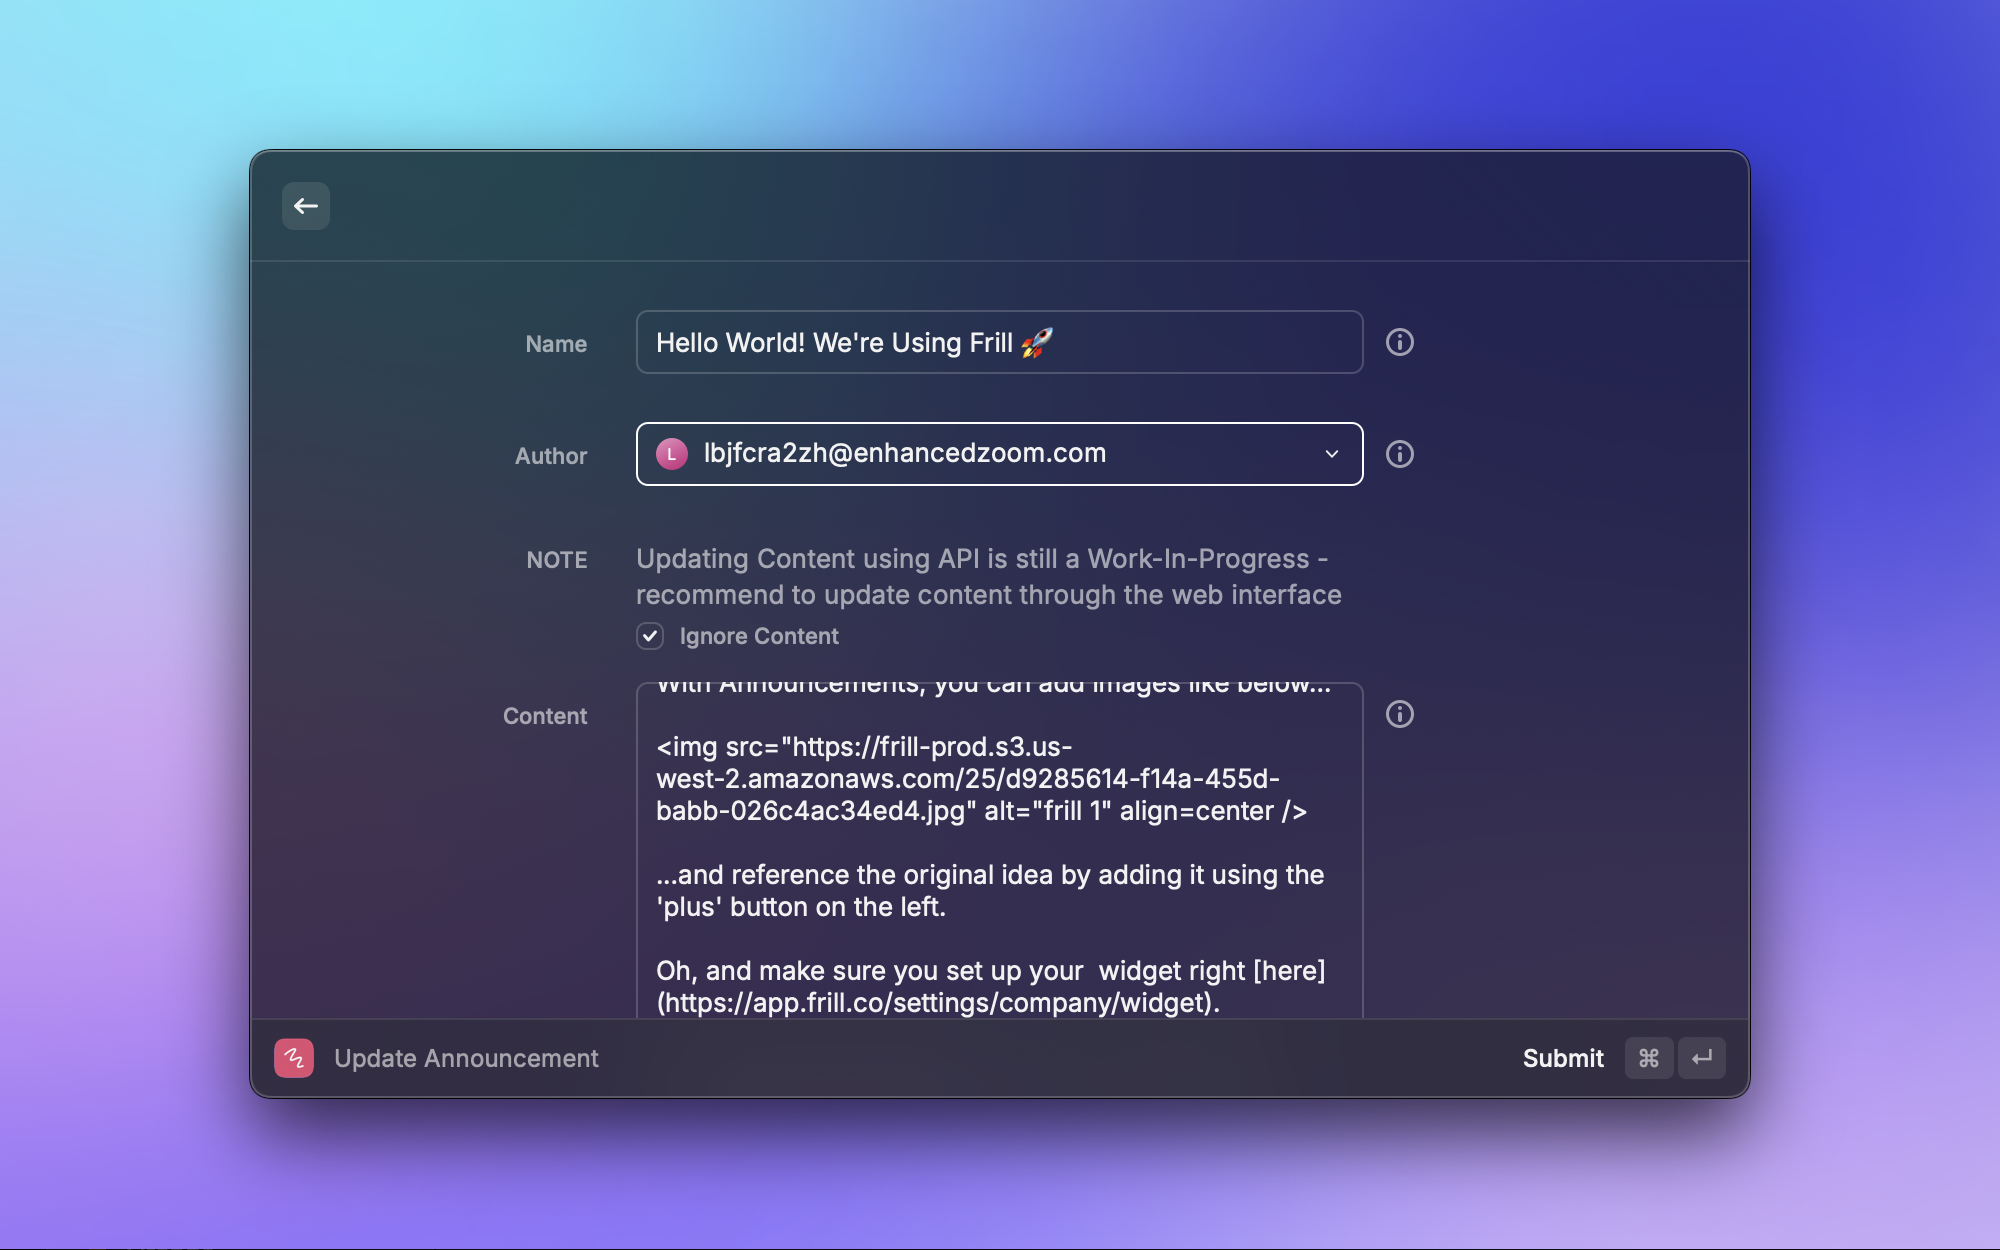 Name
Hello World! We're Using Frill 🚀
Author
L
lbjfcra2zh@enhancedzoom.com
NOTE
Updating Content using API is still a Work-In-Progress -
recommend to update content through the web interface
Ignore Content
Content
With Announcements, you can add images like below...
<img src="https://frill-prod.s3.us-
west-2.amazonaws.com/25/d9285614-f14a-455d-
babb-026c4ac34ed4.jpg" alt="frill 1" align=center />
...and reference the original idea by adding it using the
'plus' button on the left.
Oh, and make sure you set up your  widget right [here]
(https://app.frill.co/settings/company/widget).
Update Announcement
Submit ⌘ ↵